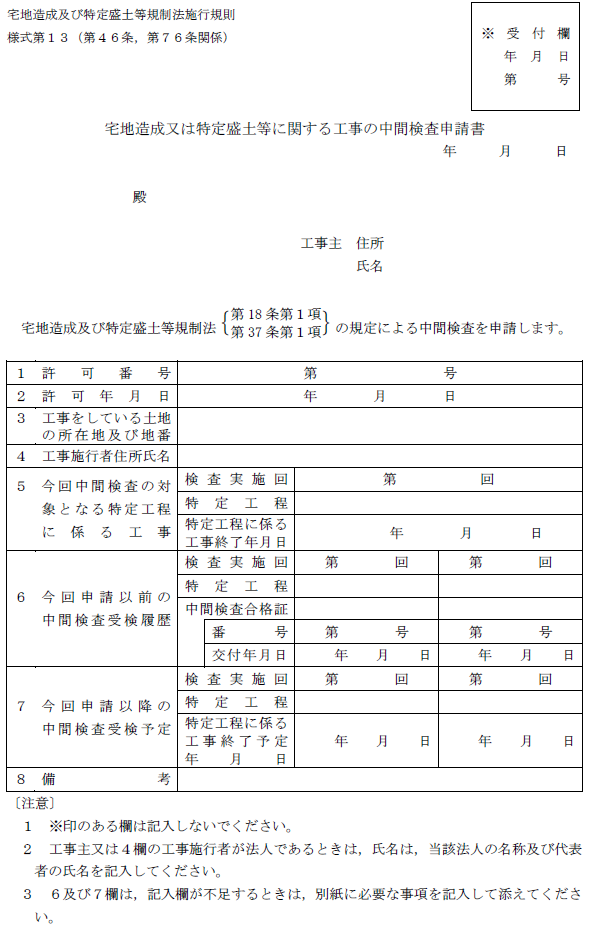 宅地造成及び特定盛土等規制法施行規則
様式第１３（第４６条，第７６条関係）
※ 受 付 欄
年 月 日
第 号
宅地造成又は特定盛土等に関する工事の中間検査申請書
年 月 日
殿
工事主 住所
氏名
宅地造成及び特定盛土等規制法{第18条第１項 第37条第１項}の規定による中間検査を申請します。
１ 許可番号 第 号
２ 許可年月日 年 月 日
３ 工事をしている土地
の所在地及び地番
４ 工事施行者住所氏名
５ 今回中間検査の対
象となる特定工程
に係る工事
検査実施回 第 回
特定工程
特定工程に係る
工事終了年月日 年 月 日
６ 今回申請以前の
中間検査受検履歴
検査実施回 第 回 第 回
特定工程
中間検査合格証
番号 第 号 第 号
交付年月日 年 月 日 年 月 日
７ 今回申請以降の
中間検査受検予定
検査実施回 第 回 第 回
特定工程
特定工程に係る
工事終了予定
年月日 年 月 日 年 月 日
８ 備考
〔注意〕
１ ※印のある欄は記入しないでください。
２ 工事主又は４欄の工事施行者が法人であるときは，氏名は，当該法人の名称及び代表
者の氏名を記入してください。
３ ６及び７欄は，記入欄が不足するときは，別紙に必要な事項を記入して添えてくださ
い。